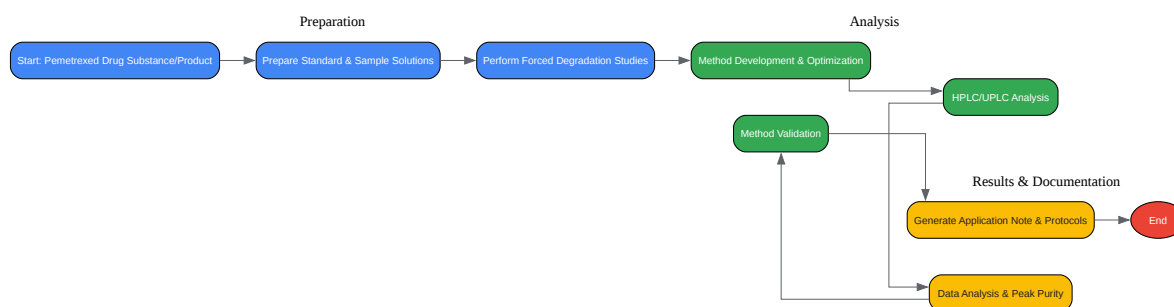 Preparation
Analysis
Start: Pemetrexed Drug Substance/Product
Prepare Standard & Sample Solutions
Perform Forced Degradation Studies
Method Development & Optimization
HPLC/UPLC Analysis
Method Validation
Results & Documentation
Generate Application Note & Protocols
End
Data Analysis & Peak Purity